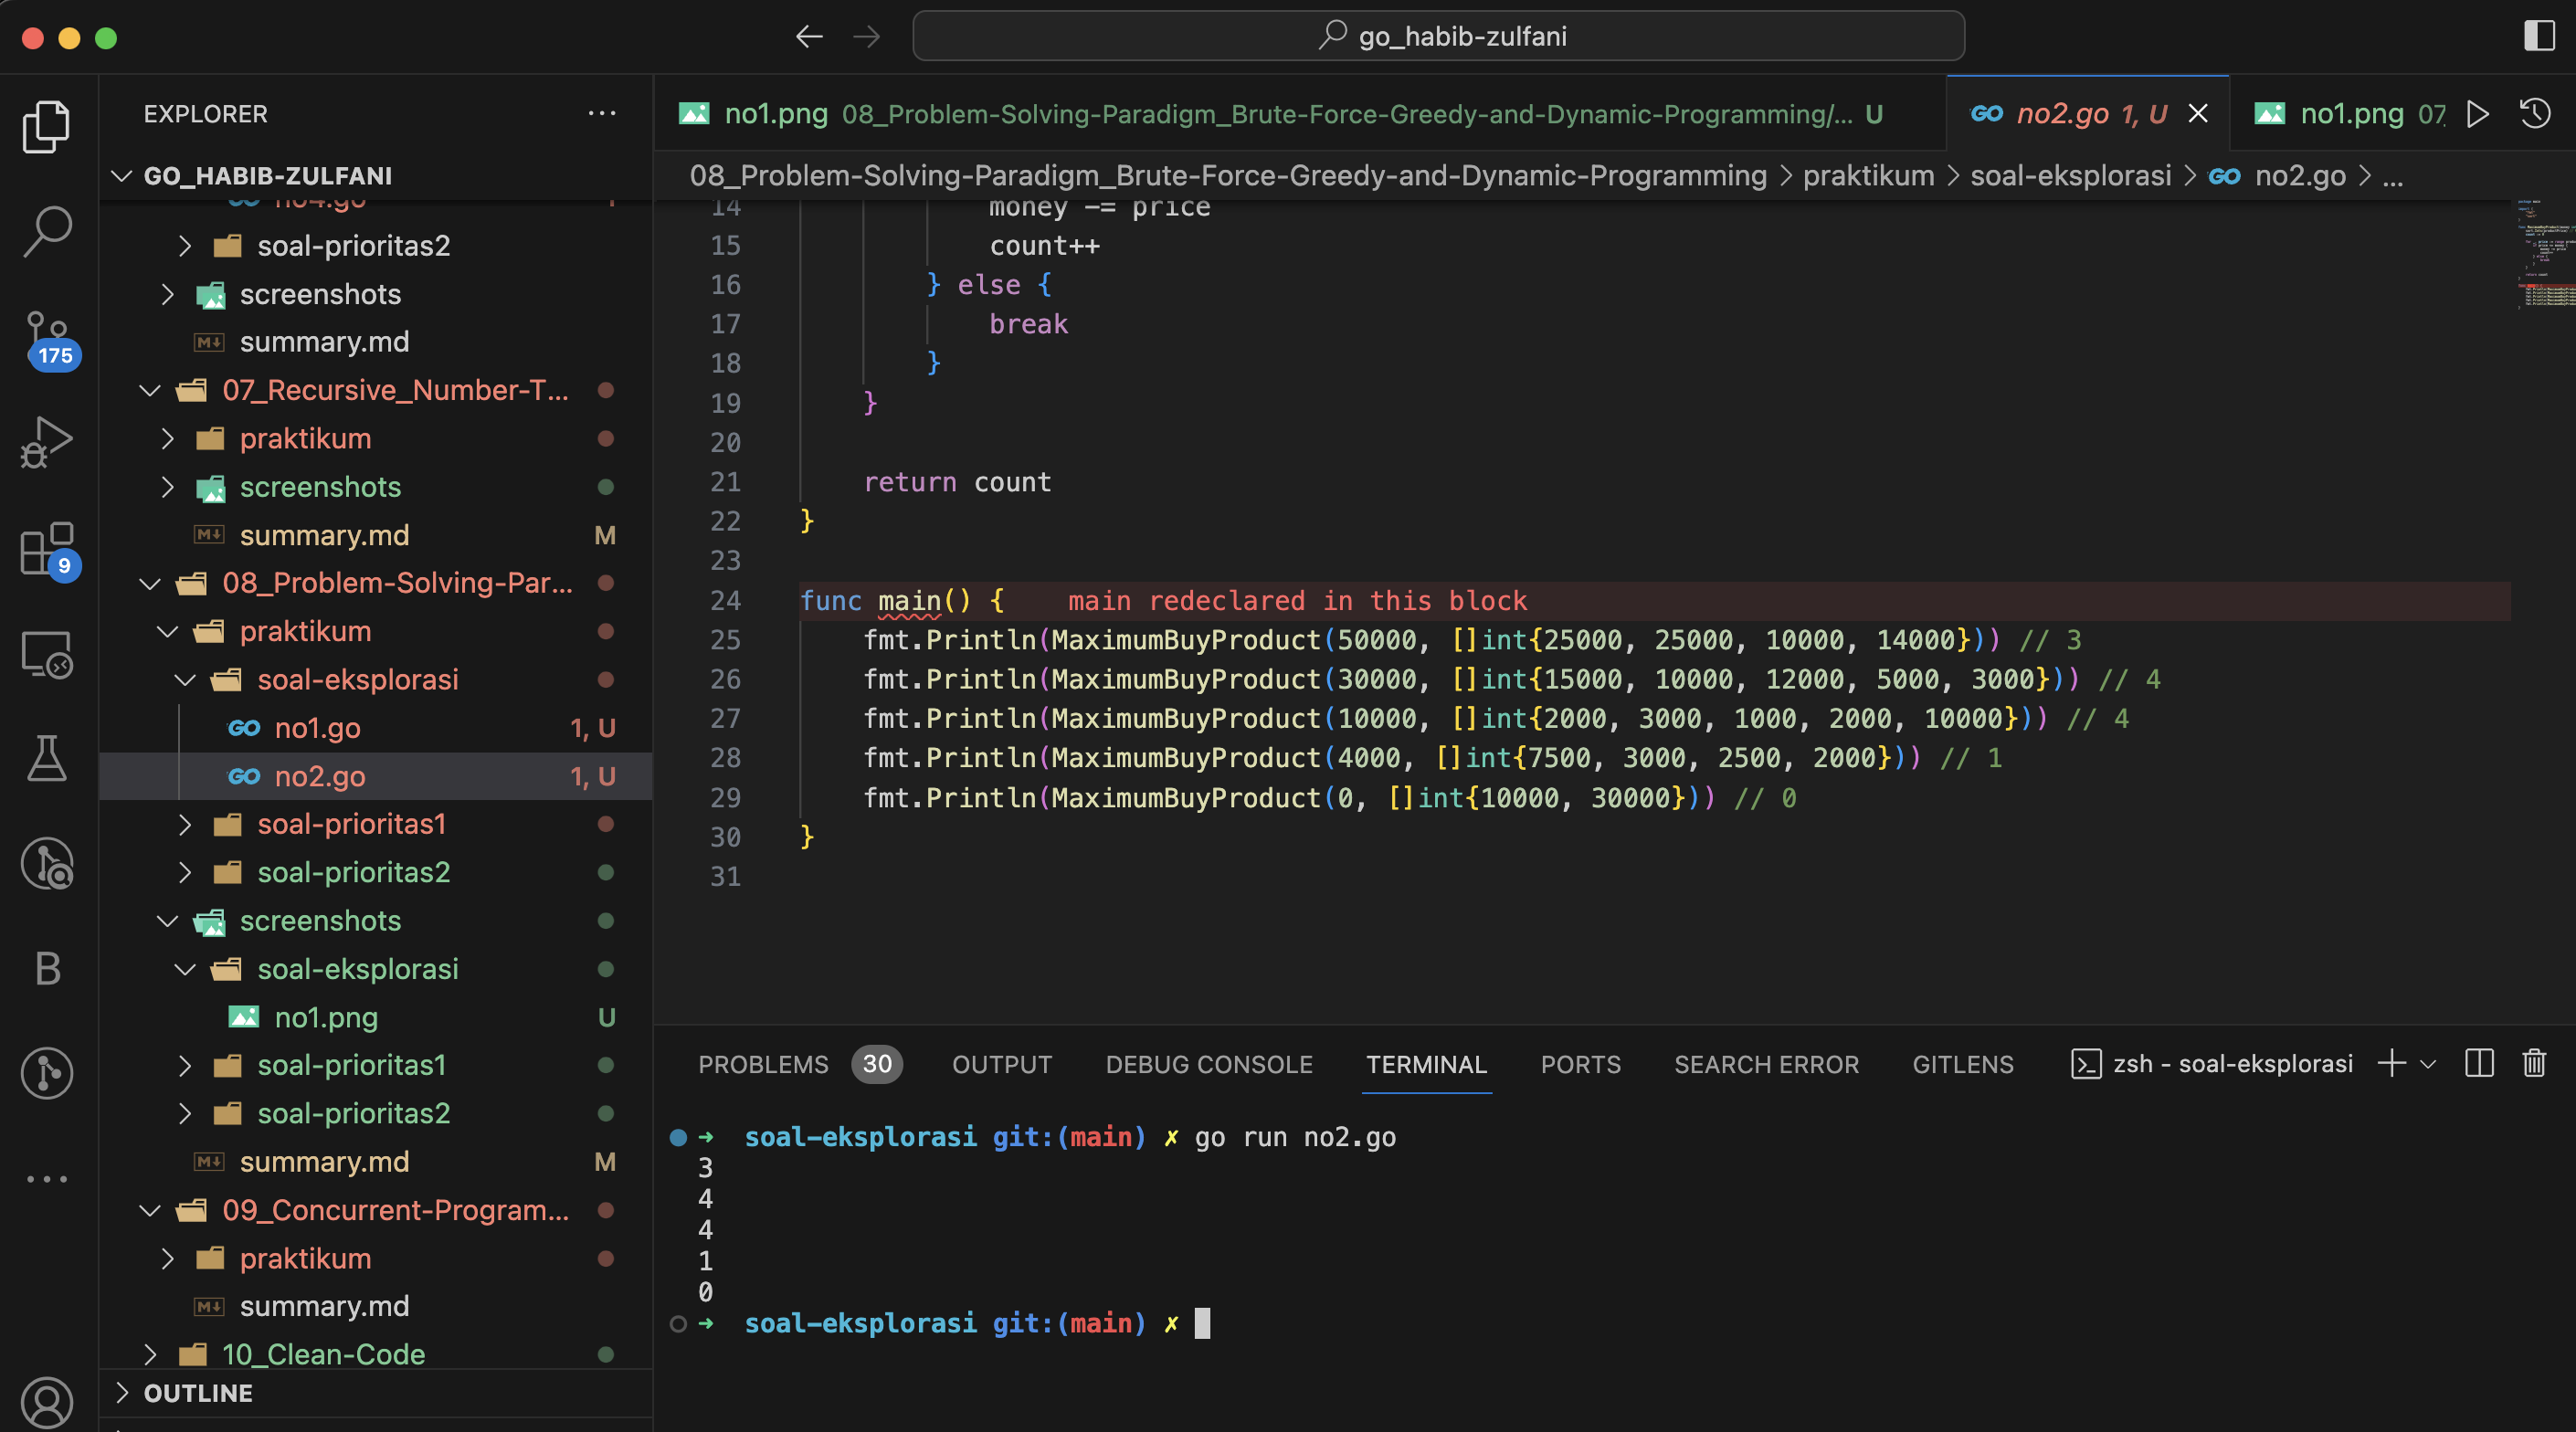 go_habib-zulfani
EXPLORER
GO_HABIB-ZULFANI
no4.go
soal-prioritas2
screenshots
summary.md
07_Recursive_Number-T...
praktikum
screenshots
summary.md M
08_Problem-Solving-Par...
praktikum
soal-eksplorasi
no1.go 1, U
no2.go 1, U
soal-prioritas1
soal-prioritas2
screenshots
soal-eksplorasi
no1.png U
soal-prioritas1
soal-prioritas2
summary.md M
09_Concurrent-Program...
praktikum
summary.md
10_Clean-Code
OUTLINE
175
9
B
no1.png 08_Problem-Solving-Paradigm_Brute-Force-Greedy-and-Dynamic-Programming/... U
GO no2.go 1, U
no1.png 07
08_Problem-Solving-Paradigm_Brute-Force-Greedy-and-Dynamic-Programming > praktikum > soal-eksplorasi > GO no2.go > ...
14 money -= price
15 count++
16 } else {
17 break
18 }
19 }
20
21 return count
22 }
23
24 func main() { main redeclared in this block
25 fmt.Println(MaximumBuyProduct(50000, []int{25000, 25000, 10000, 14000})) // 3
26 fmt.Println(MaximumBuyProduct(30000, []int{15000, 10000, 12000, 5000, 3000})) // 4
27 fmt.Println(MaximumBuyProduct(10000, []int{2000, 3000, 1000, 2000, 10000})) // 4
28 fmt.Println(MaximumBuyProduct(4000, []int{7500, 3000, 2500, 2000})) // 1
29 fmt.Println(MaximumBuyProduct(0, []int{10000, 30000})) // 0
30 }
31
PROBLEMS 30 OUTPUT DEBUG CONSOLE TERMINAL PORTS SEARCH ERROR GITLENS zsh - soal-eksplorasi
➜ soal-eksplorasi git:(main) ✗ go run no2.go
3
4
4
1
0
➜ soal-eksplorasi git:(main) ✗